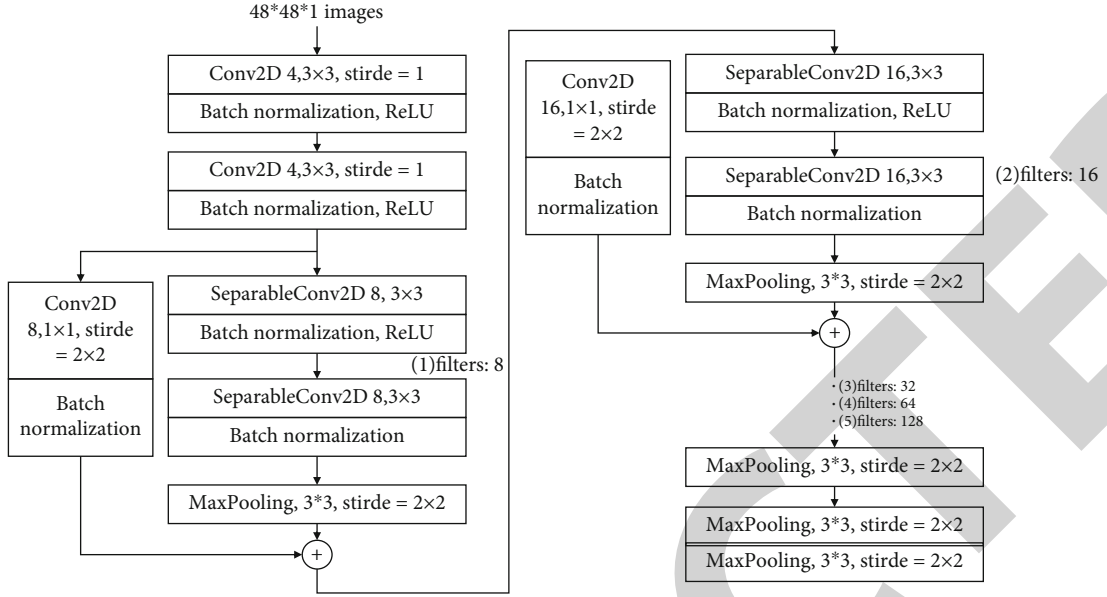 48*48*1 images
Conv2D 4,3×3, stirde = 1
Batch normalization, ReLU
Conv2D 4,3×3, stirde = 1
Batch normalization, ReLU
Conv2D
8,1×1, stirde
= 2×2
Batch
normalization
SeparableConv2D 8, 3×3
Batch normalization, ReLU
(1)filters: 8
SeparableConv2D 8,3×3
Batch normalization
MaxPooling, 3*3, stirde = 2×2
+
Conv2D
16,1×1, stirde
= 2×2
Batch
normalization
SeparableConv2D 16,3×3
Batch normalization, ReLU
SeparableConv2D 16,3×3
(2)filters: 16
Batch normalization
MaxPooling, 3*3, stirde = 2×2
+
·(3)filters: 32
·(4)filters: 64
·(5)filters: 128
MaxPooling, 3*3, stirde = 2×2
MaxPooling, 3*3, stirde = 2×2
MaxPooling, 3*3, stirde = 2×2
CTE